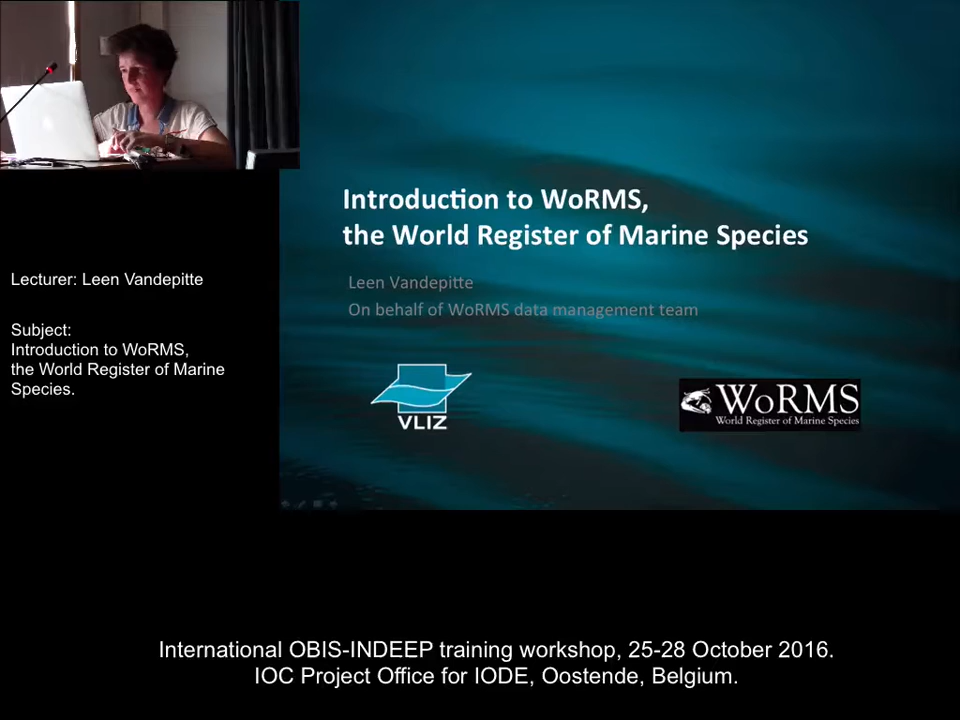 Introduction to WoRMS,
the World Register of Marine Species
Leen Vandepitte
On behalf of WoRMS data management team
VLIZ
WoRMS
World Register of Marine Species
Lecturer: Leen Vandepitte
Subject:
Introduction to WoRMS,
the World Register of Marine
Species.
International OBIS-INDEEP training workshop, 25-28 October 2016.
IOC Project Office for IODE, Oostende, Belgium.